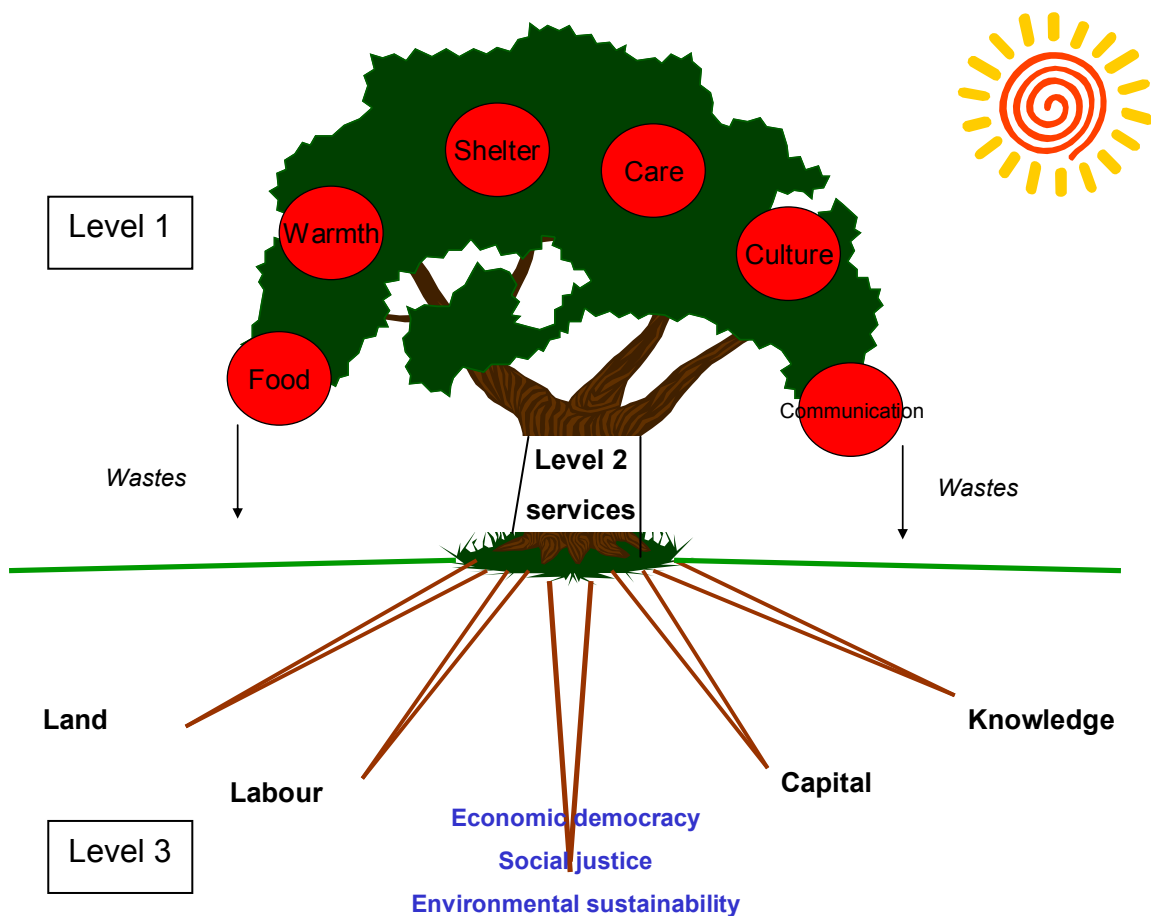 Shelter
Care
Level 1
Warmth
Culture
Food
Communication
Level 2
services
Wastes
Wastes
Land
Knowledge
Labour
Capital
Economic democracy
Level 3
Social justice
Environmental sustainability